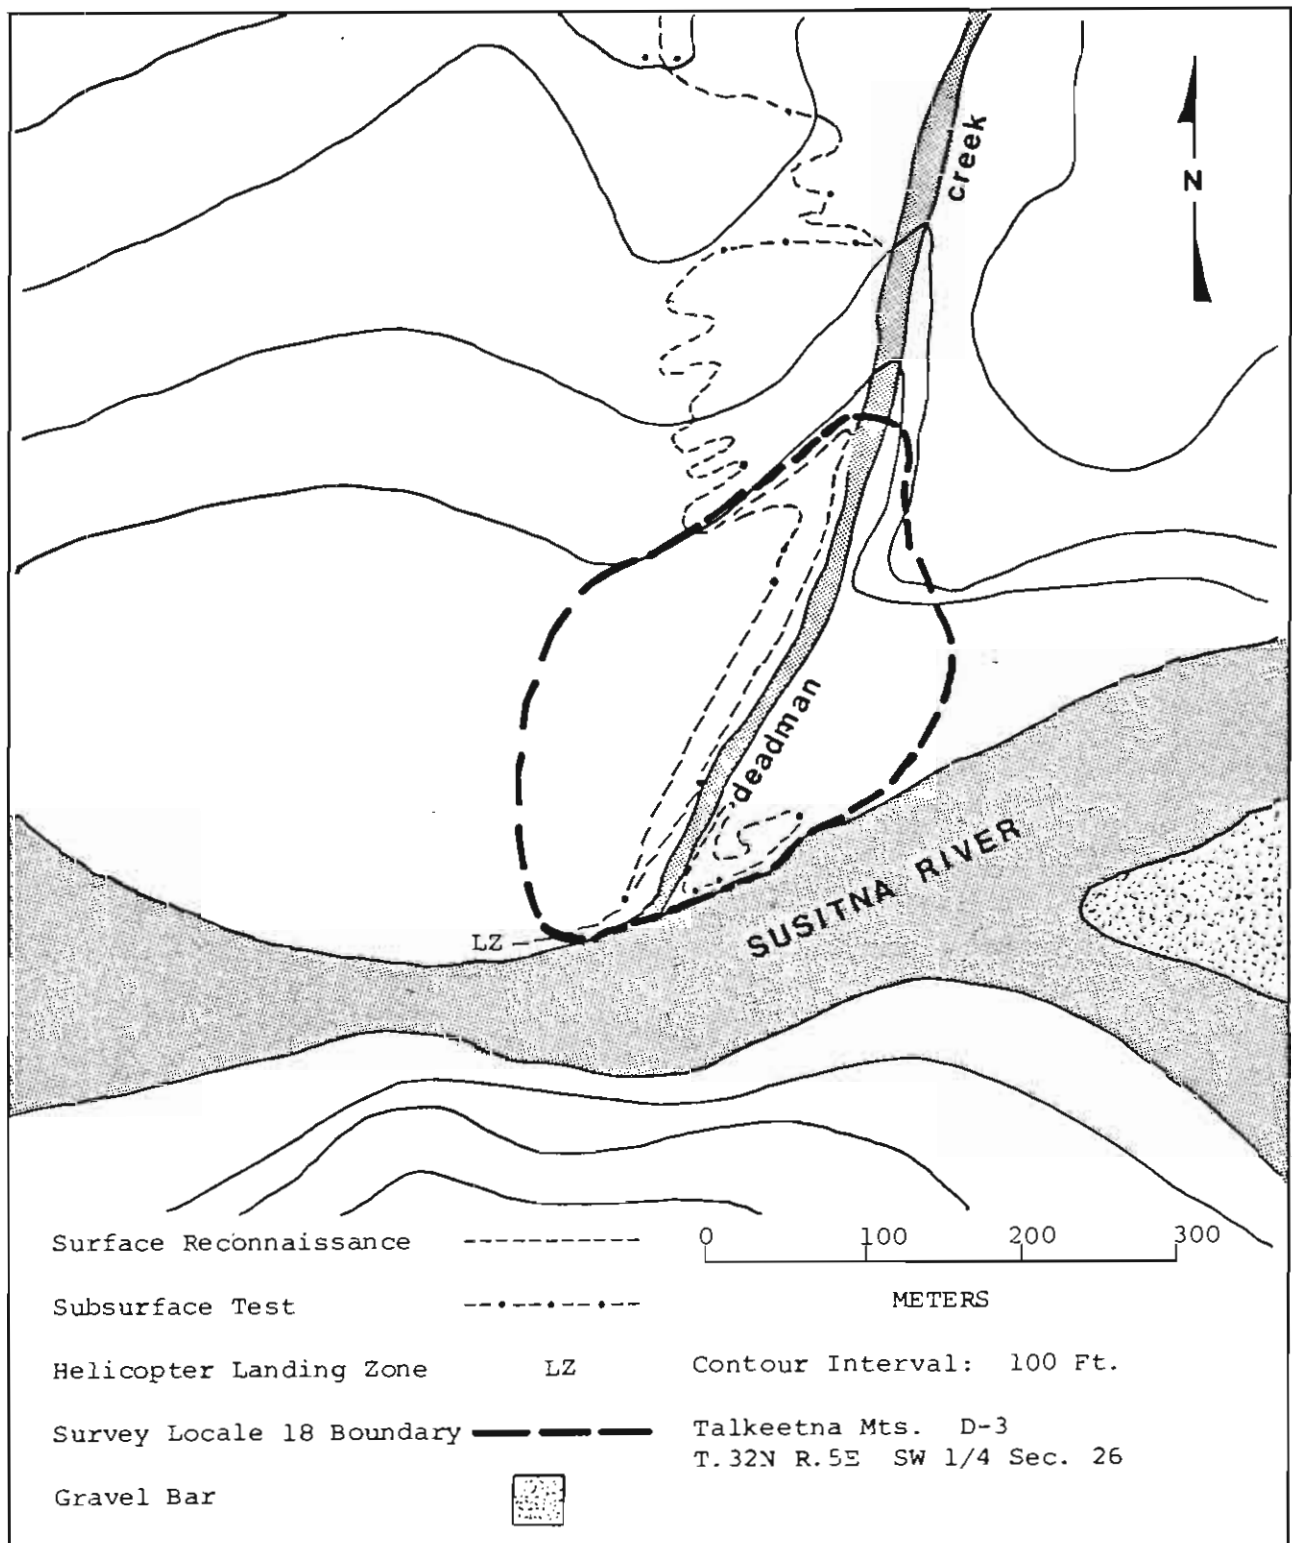 creek
N
deadman
SUSITNA RIVER
LZ
Surface Reconnaissance
0 100 200 300
Subsurface Test
METERS
Helicopter Landing Zone LZ
Contour Interval: 100 Ft.
Survey Locale 18 Boundary
Talkeetna Mts. D-3
T.32N R.5E SW 1/4 Sec. 26
Gravel Bar